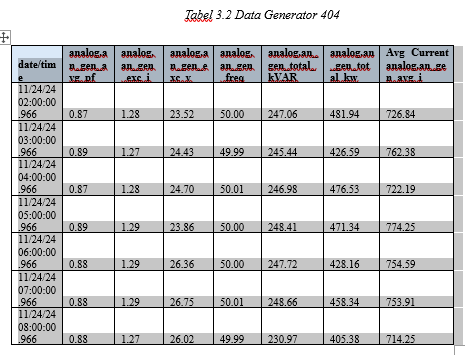 Tabel 3.2 Data Generator 404
date/time analog.an_gen_avg_pf analog.an_gen_exc_i analog.an_gen_exc_v analog.an_gen_freq analog.an_gen_total_kVAR analog.an_gen_total_kw Avg Current analog.an_gen_avg_i
11/24/24 02:00:00.966 0.87 1.28 23.52 50.00 247.06 481.94 726.84
11/24/24 03:00:00.966 0.89 1.27 24.43 49.99 245.44 426.59 762.38
11/24/24 04:00:00.966 0.87 1.28 24.70 50.01 246.98 476.53 722.19
11/24/24 05:00:00.966 0.89 1.29 23.86 50.00 248.41 471.34 774.25
11/24/24 06:00:00.966 0.88 1.29 26.36 50.00 247.72 428.16 754.59
11/24/24 07:00:00.966 0.88 1.29 26.75 50.01 248.66 458.34 753.91
11/24/24 08:00:00.966 0.88 1.27 26.02 49.99 230.97 405.38 714.25